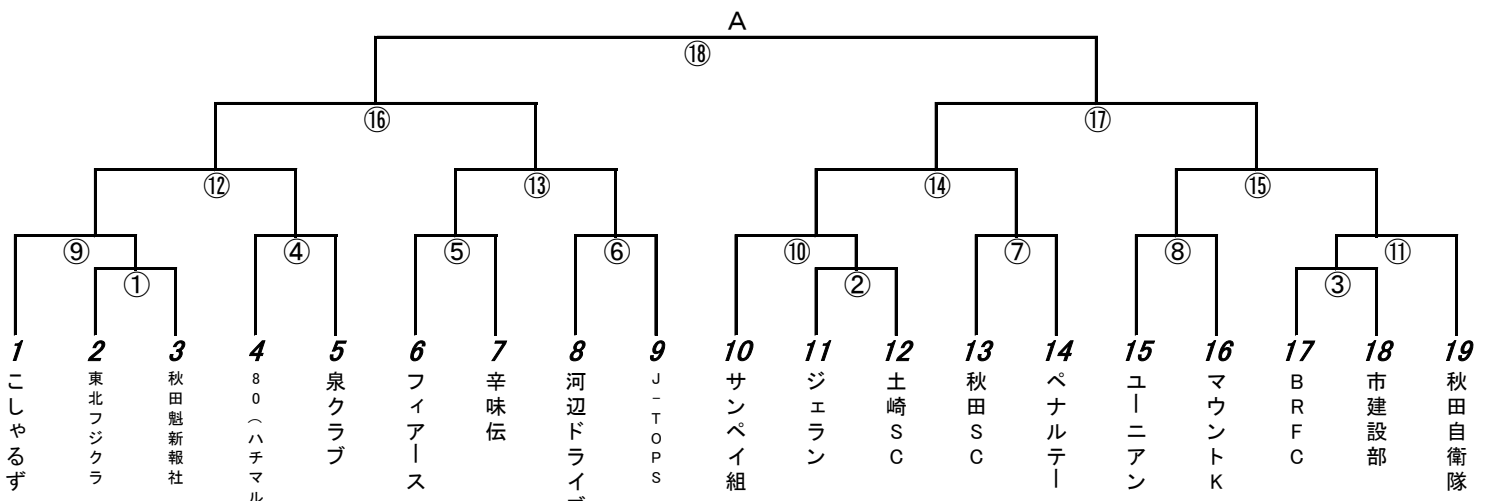 A
⑱
⑯
⑰
⑫
⑬
⑭
⑮
⑨
④
⑤
⑥
⑩
⑦
⑧
⑪
①
②
③
1 2 3 4 5 6 7 8 9 10 11 12 13 14 15 16 17 18 19
こしゃるず
東北フジクラ
秋田魁新報社
80(ハチマル
泉クラブ
フィアース
辛味伝
河辺ドライブ
J-TOPS
サンペイ組
ジェラン
土崎SC
秋田SC
ペナルテー
ユーニアン
マウントK
BRFC
市建設部
秋田自衛隊